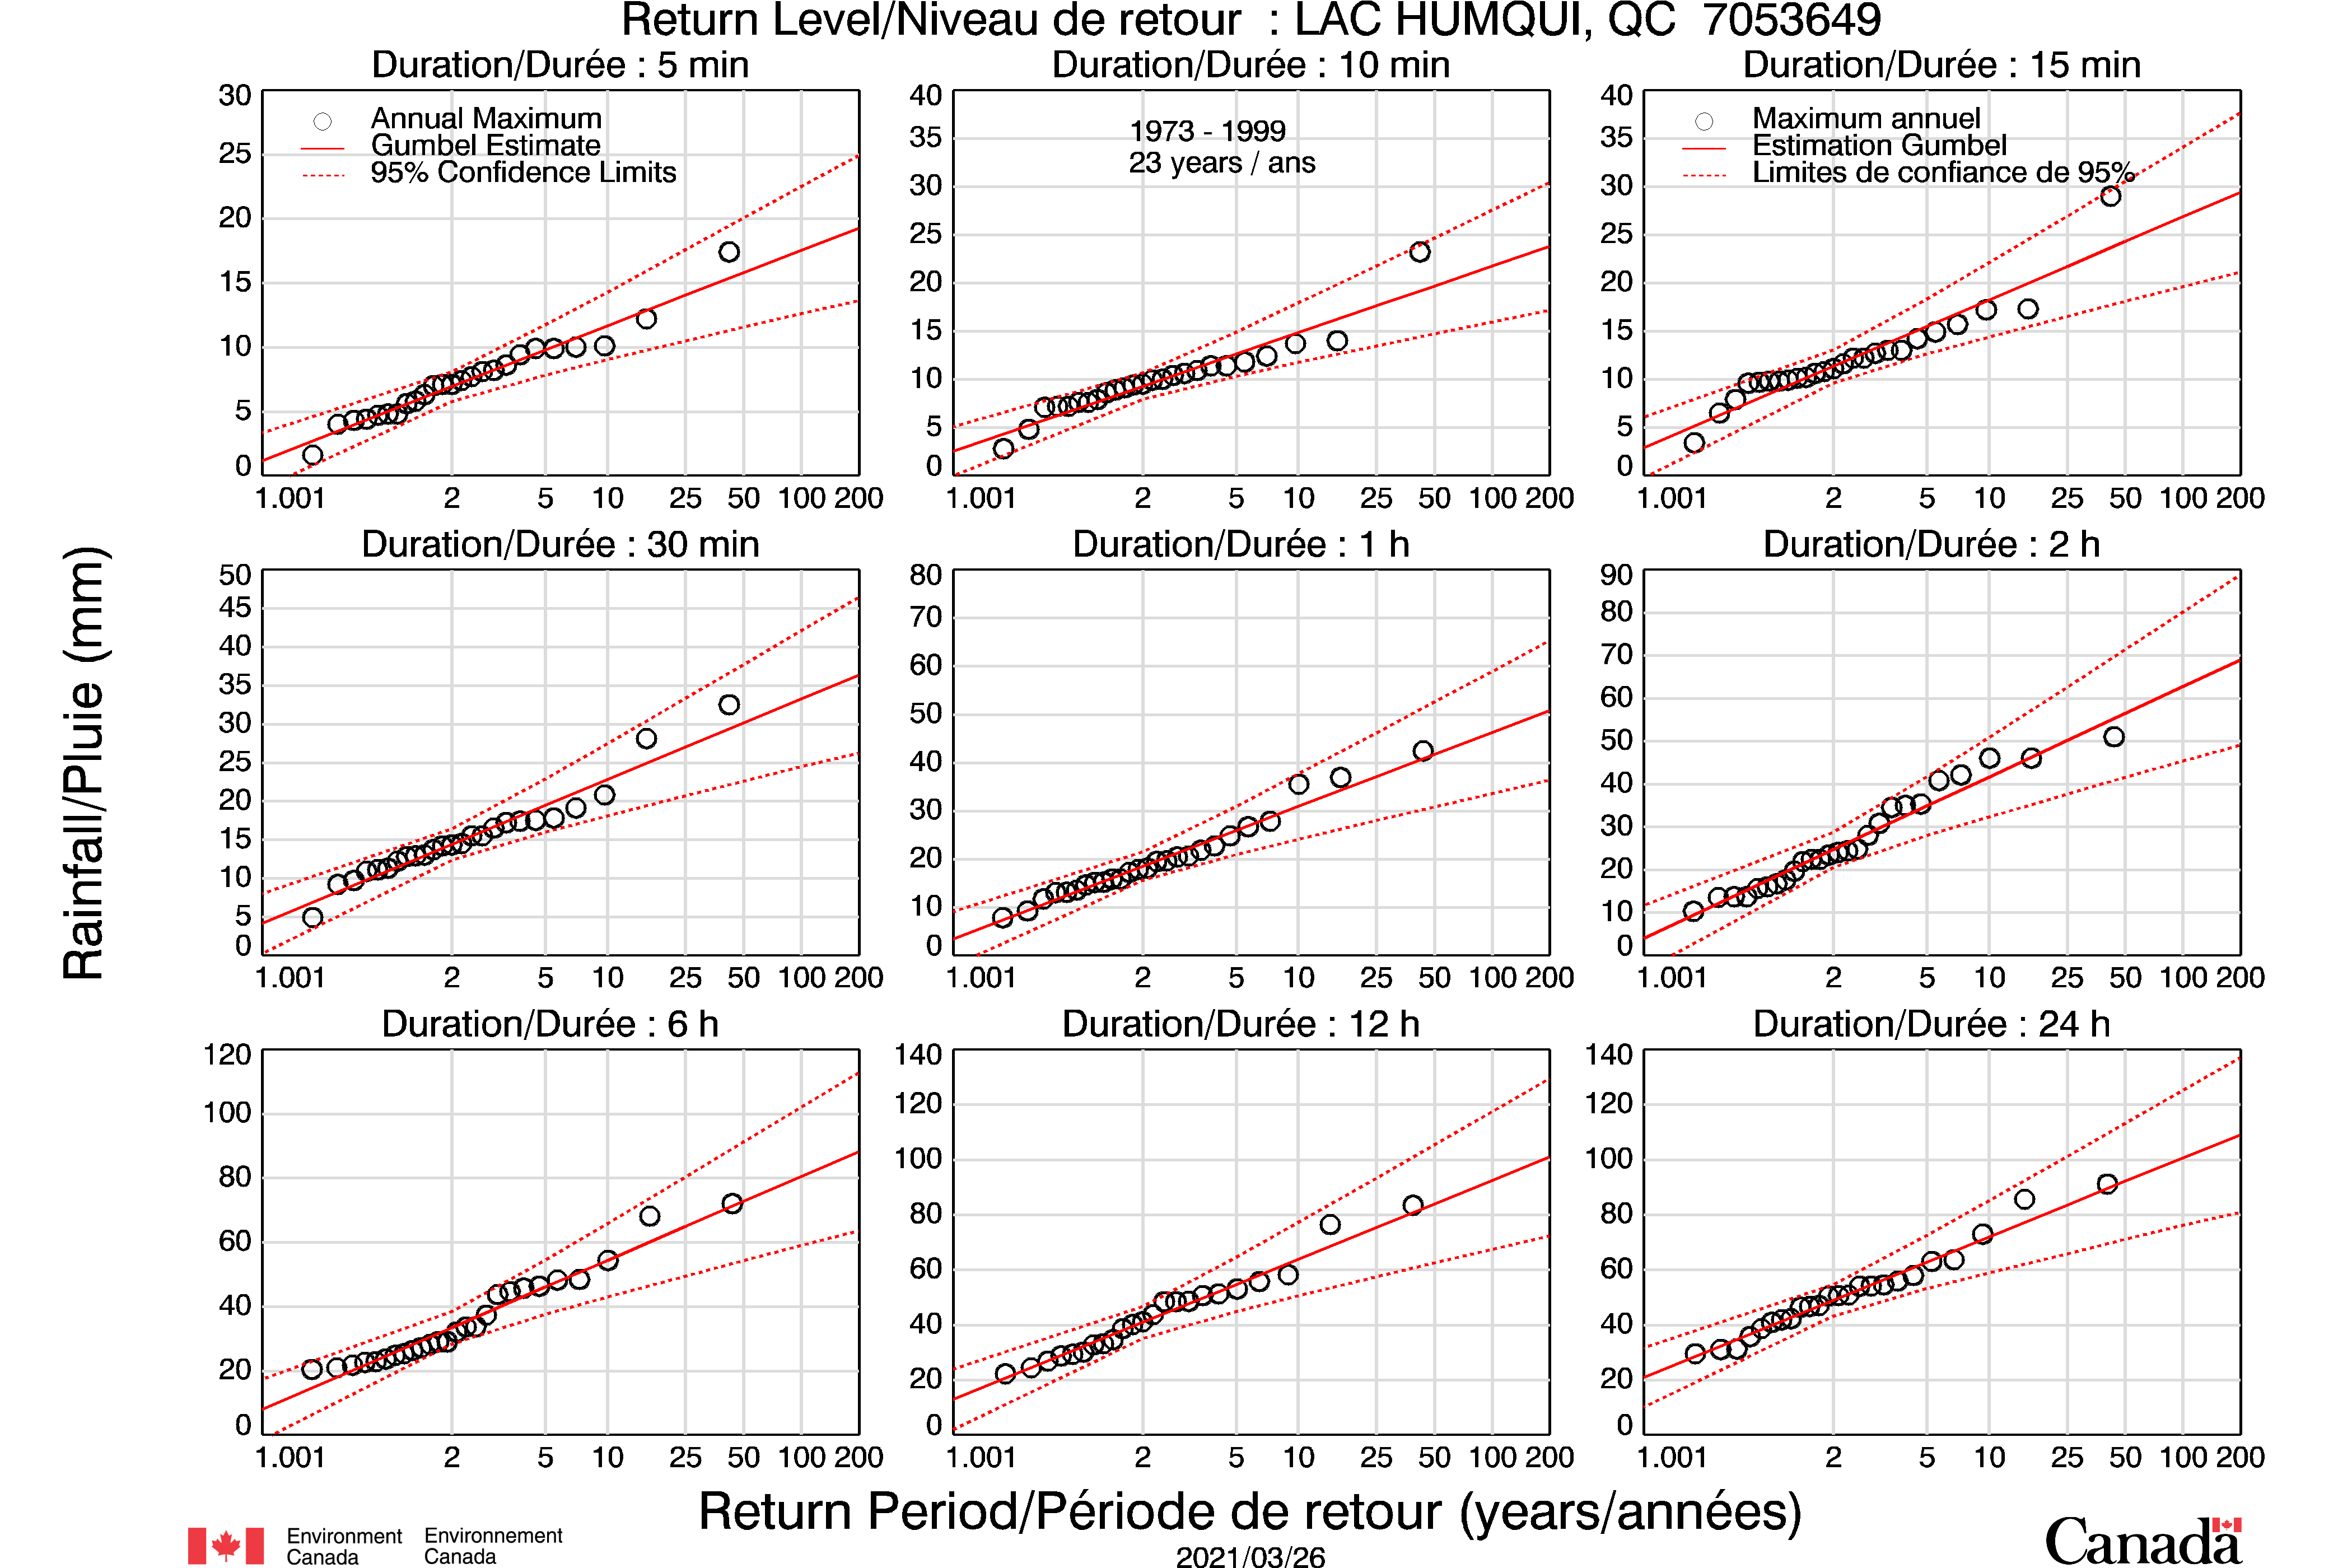 Return Level/Niveau de retour : LAC HUMQUI, QC 7053649
Duration/Durée : 5 min
30
25
20
15
10
5
0
Annual Maximum
Gumbel Estimate
95% Confidence Limits
1.001 2 5 10 25 50 100 200
Duration/Durée : 10 min
40
35
30
25
20
15
10
5
0
1973 - 1999
23 years / ans
1.001 2 5 10 25 50 100 200
Duration/Durée : 15 min
40
35
30
25
20
15
10
5
0
Maximum annuel
Estimation Gumbel
Limites de confiance de 95%
1.001 2 5 10 25 50 100 200
Rainfall/Pluie (mm)
Duration/Durée : 30 min
50
45
40
35
30
25
20
15
10
5
0
1.001 2 5 10 25 50 100 200
Duration/Durée : 1 h
80
70
60
50
40
30
20
10
0
1.001 2 5 10 25 50 100 200
Duration/Durée : 2 h
90
80
70
60
50
40
30
20
10
0
1.001 2 5 10 25 50 100 200
Duration/Durée : 6 h
120
100
80
60
40
20
0
1.001 2 5 10 25 50 100 200
Duration/Durée : 12 h
140
120
100
80
60
40
20
0
1.001 2 5 10 25 50 100 200
Duration/Durée : 24 h
140
120
100
80
60
40
20
0
1.001 2 5 10 25 50 100 200
Return Period/Période de retour (years/années)
Environment
Canada
Environnement
Canada
2021/03/26
Canada